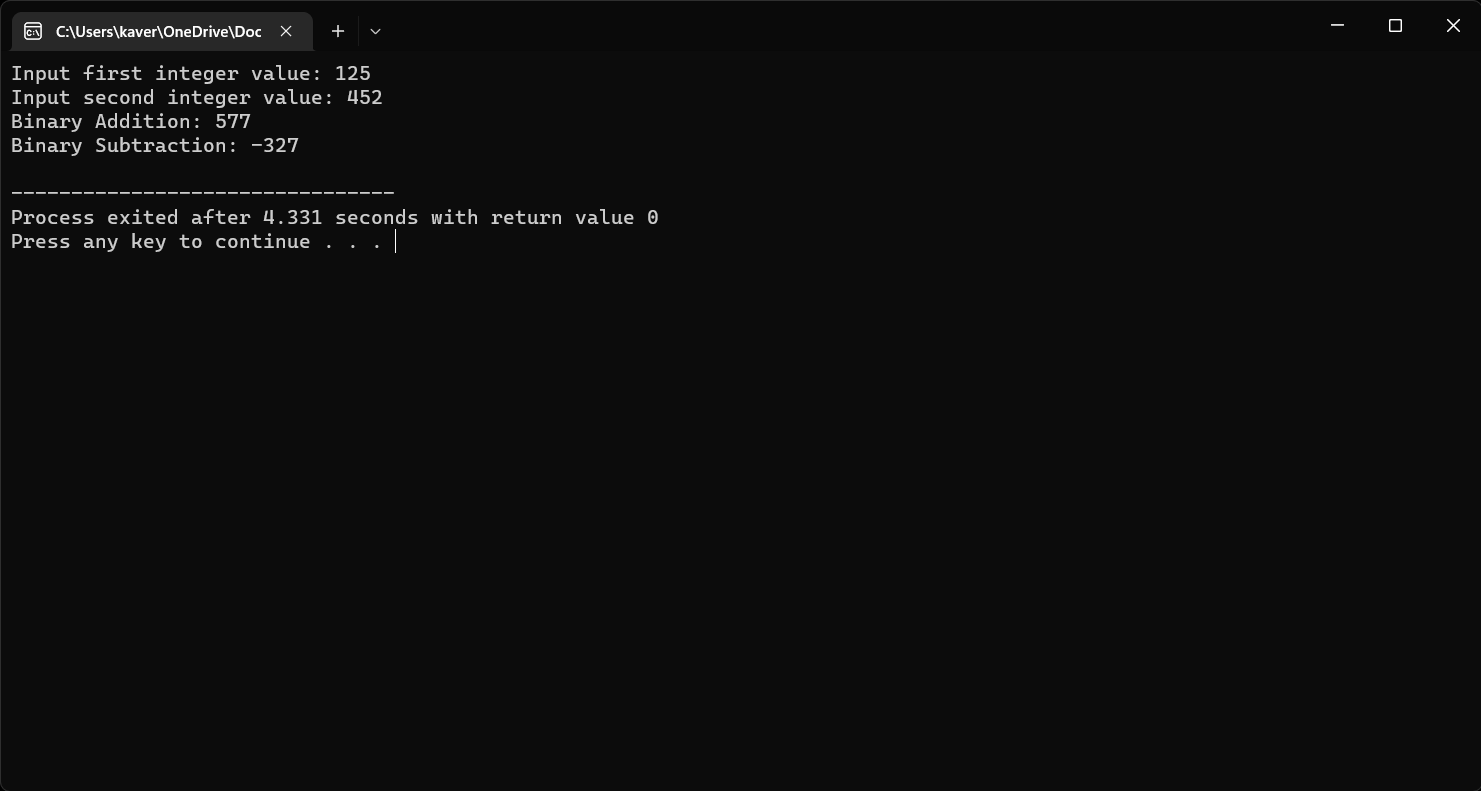 C:\Users\kaver\OneDrive\Doc
Input first integer value: 125
Input second integer value: 452
Binary Addition: 577
Binary Subtraction: -327
--------------------------------
Process exited after 4.331 seconds with return value 0
Press any key to continue . . .